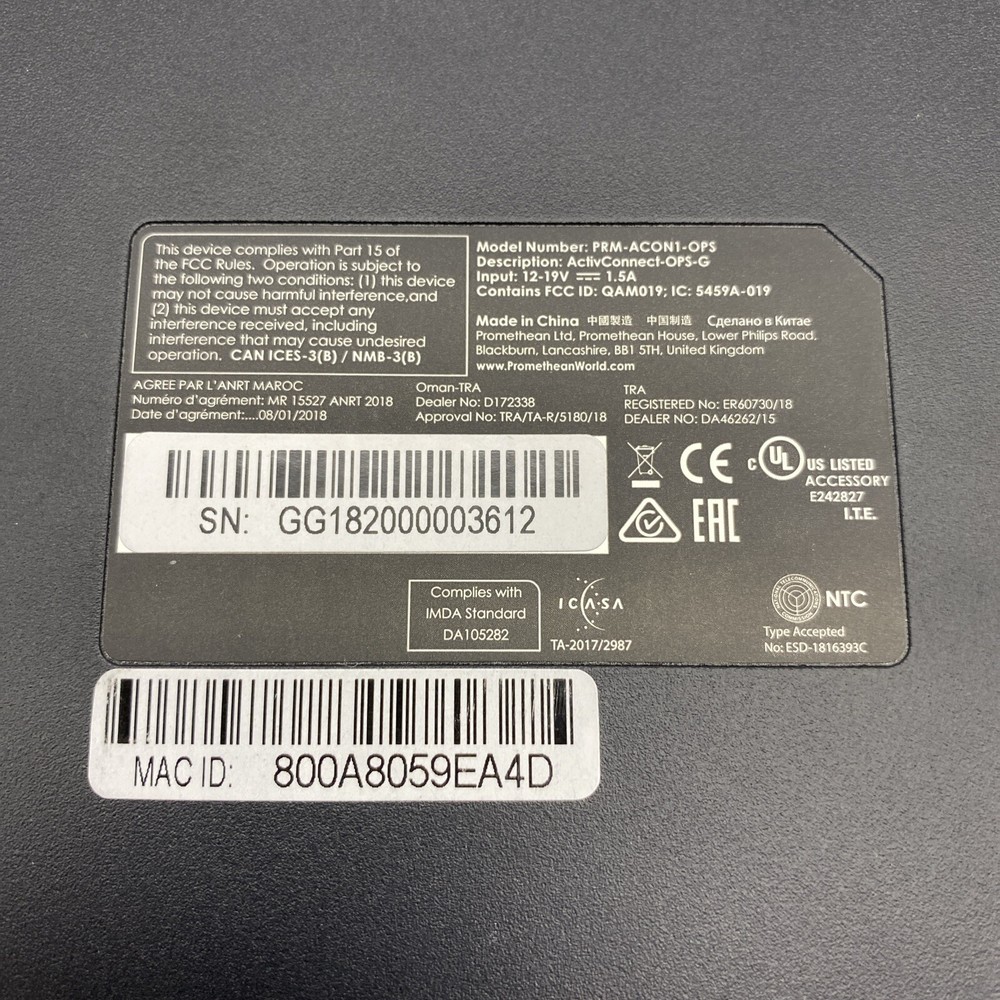 This device complies with Part 15 of
the FCC Rules. Operation is subject to
the following two conditions: (1) this device
may not cause harmful interference,and
(2) this device must accept any
interference received, including
interference that may cause undesired
operation. CAN ICES-3(B) / NMB-3(B)
Model Number: PRM-ACON1-OPS
Description: ActivConnect-OPS-G
Input: 12-19V ⎓ 1.5A
Contains FCC ID: QAM019; IC: 5459A-019
Made in China 中國製造 中国制造 Сделано в Китае
Promethean Ltd, Promethean House, Lower Philips Road,
Blackburn, Lancashire, BB1 5TH, United Kingdom
www.PrometheanWorld.com
AGREE PAR L'ANRT MAROC
Numéro d'agrément: MR 15527 ANRT 2018
Date d'agrément:....08/01/2018
Oman-TRA
Dealer No: D172338
Approval No: TRA/TA-R/5180/18
TRA
REGISTERED No: ER60730/18
DEALER NO: DA46262/15
SN: GG182000003612
CE
C UL US LISTED
ACCESSORY
E242827
I.T.E.
EAC
Complies with
IMDA Standard
DA105282
ICASA
TA-2017/2987
NATIONAL TELECOMMUNICATIONS COMMISSION
NTC
Type Accepted
No: ESD-1816393C
MAC ID: 800A8059EA4D